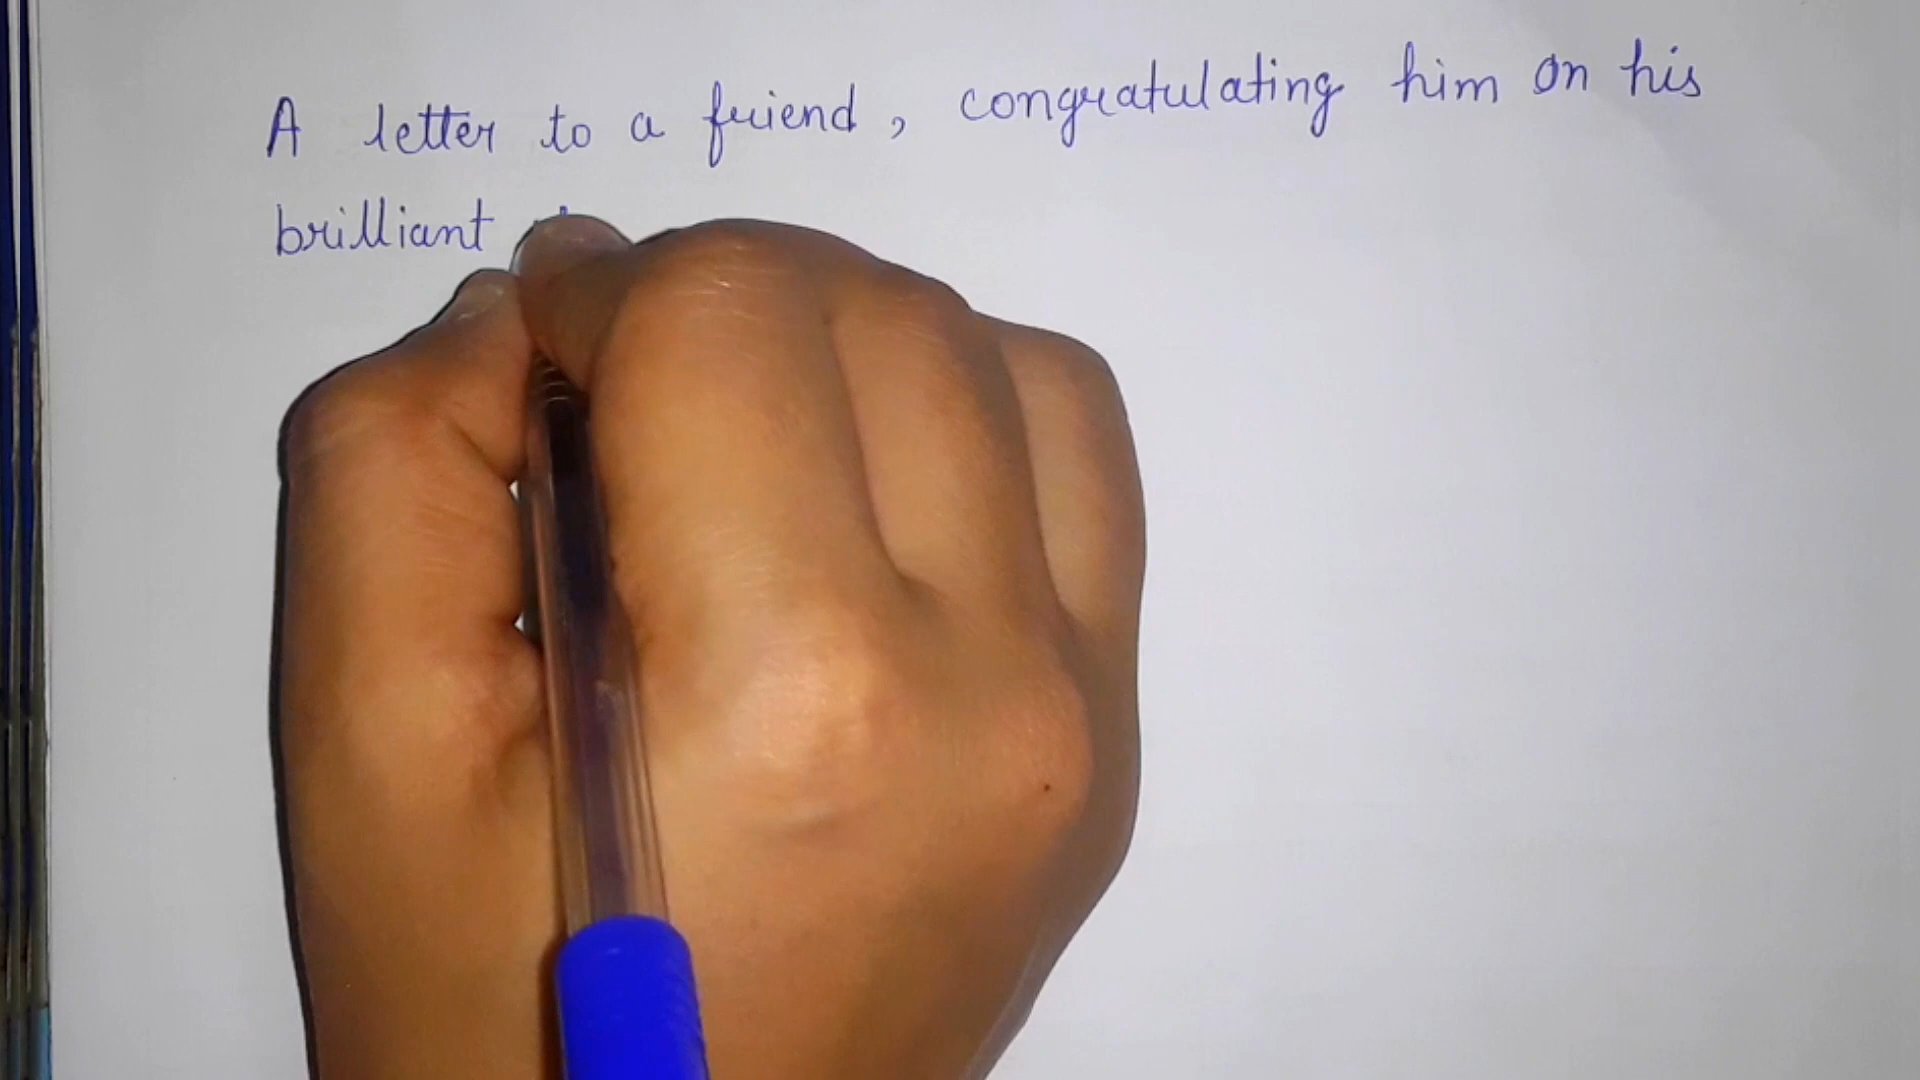 A letter to a friend, congratulating him on his
brilliant